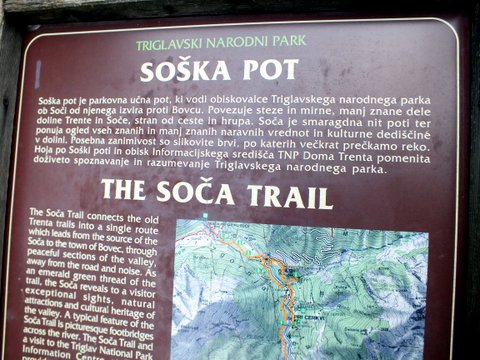 TRIGLAVSKI NARODNI PARK
SOŠKA POT
Soška pot je parkovna učna pot, ki vodi obiskovalce Triglavskega narodnega parka
ob Soči od njenega izvira proti Bovcu. Povezuje steze in mirne, manj znane dele
doline Trente in Soče, stran od ceste in hrupa. Soča je smaragdna nit poti ter
ponuja ogled vseh znanih in manj znanih naravnih vrednot in kulturne dediščine
v dolini. Posebna zanimivost so slikovite brvi, po katerih večkrat prečkamo reko.
Hoja po Soški poti in obisk Informacijskega središča TNP Doma Trenta pomenita
doživeto spoznavanje in razumevanje Triglavskega narodnega parka.
THE SOČA TRAIL
The Soča Trail connects the old
Trenta trails into a single route
which leads from the source of the
Soča to the town of Bovec, through
peaceful sections of the valley,
away from the road and noise. As
an emerald green thread of the
trail, the Soča reveals to a visitor
exceptional sights, natural
attractions and cultural heritage of
the valley. A typical feature of the
Soča Trail is picturesque footbridges
across the river. The Soča Trail and
a visit to the Triglav National Park
Information Centre